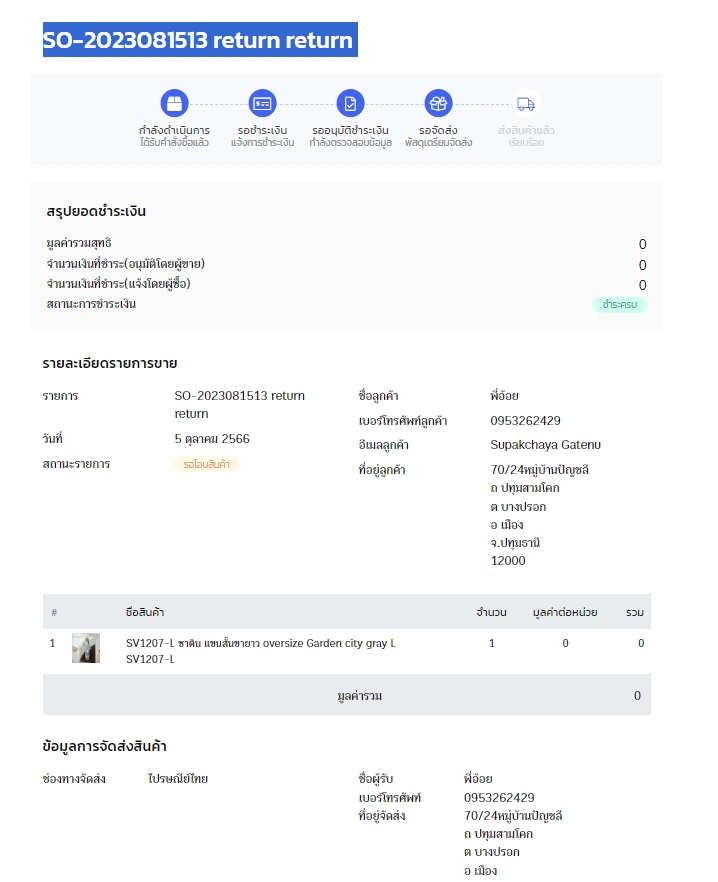 SO-2023081513 return return
กำลังดำเนินการ
ได้รับคำสั่งซื้อแล้ว
รอชำระเงิน
แจ้งการชำระเงิน
รออนุมัติชำระเงิน
กำลังตรวจสอบข้อมูล
รอจัดส่ง
พัสดุเตรียมจัดส่ง
ส่งสินค้าแล้ว
เรียบร้อย
สรุปยอดชำระเงิน
มูลค่ารวมสุทธิ 0
จำนวนเงินที่ชำระ(อนุมัติโดยผู้ขาย) 0
จำนวนเงินที่ชำระ(แจ้งโดยผู้ซื้อ) 0
สถานะการชำระเงิน ชำระครบ
รายละเอียดรายการขาย
รายการ SO-2023081513 return
return
วันที่ 5 ตุลาคม 2566
สถานะรายการ รอโอนสินค้า
ชื่อลูกค้า พี่อ้อย
เบอร์โทรศัพท์ลูกค้า 0953262429
อีเมลลูกค้า Supakchaya Gatenu
ที่อยู่ลูกค้า 70/24หมู่บ้านปัญชลี
ถ ปทุมสามโคก
ต บางปรอก
อ เมือง
จ.ปทุมธานี
12000
# ชื่อสินค้า จำนวน มูลค่าต่อหน่วย รวม
1 SV1207-L ซาติน แขนสั้นขายาว oversize Garden city gray L 1 0 0
SV1207-L
มูลค่ารวม 0
ข้อมูลการจัดส่งสินค้า
ช่องทางจัดส่ง ไปรษณีย์ไทย
ชื่อผู้รับ พี่อ้อย
เบอร์โทรศัพท์ 0953262429
ที่อยู่จัดส่ง 70/24หมู่บ้านปัญชลี
ถ ปทุมสามโคก
ต บางปรอก
อ เมือง